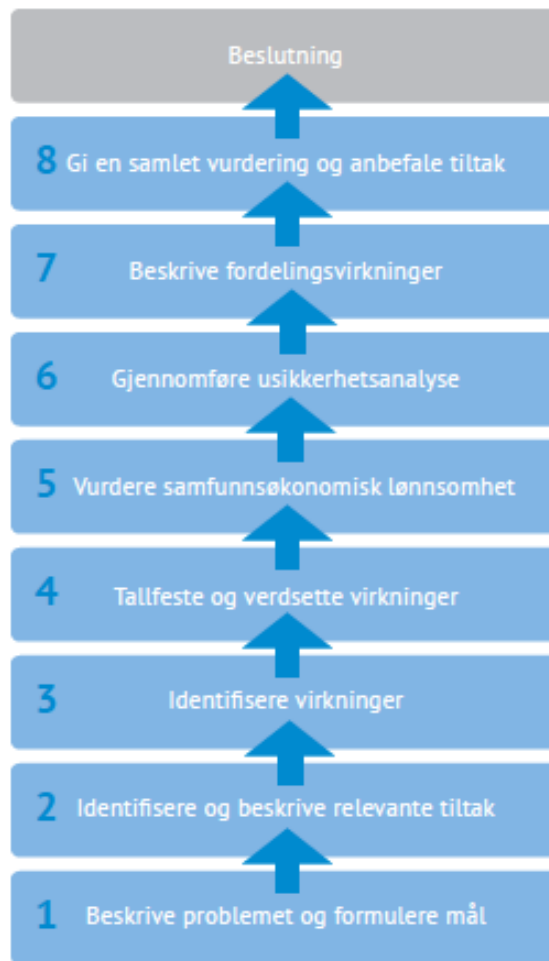 Beslutning
8 Gi en samlet vurdering og anbefale tiltak
7 Beskrive fordelingsvirkninger
6 Gjennomføre usikkerhetsanalyse
5 Vurdere samfunnsøkonomisk lønnsomhet
4 Tallfeste og verdsette virkninger
3 Identifisere virkninger
2 Identifisere og beskrive relevante tiltak
1 Beskrive problemet og formulere mål